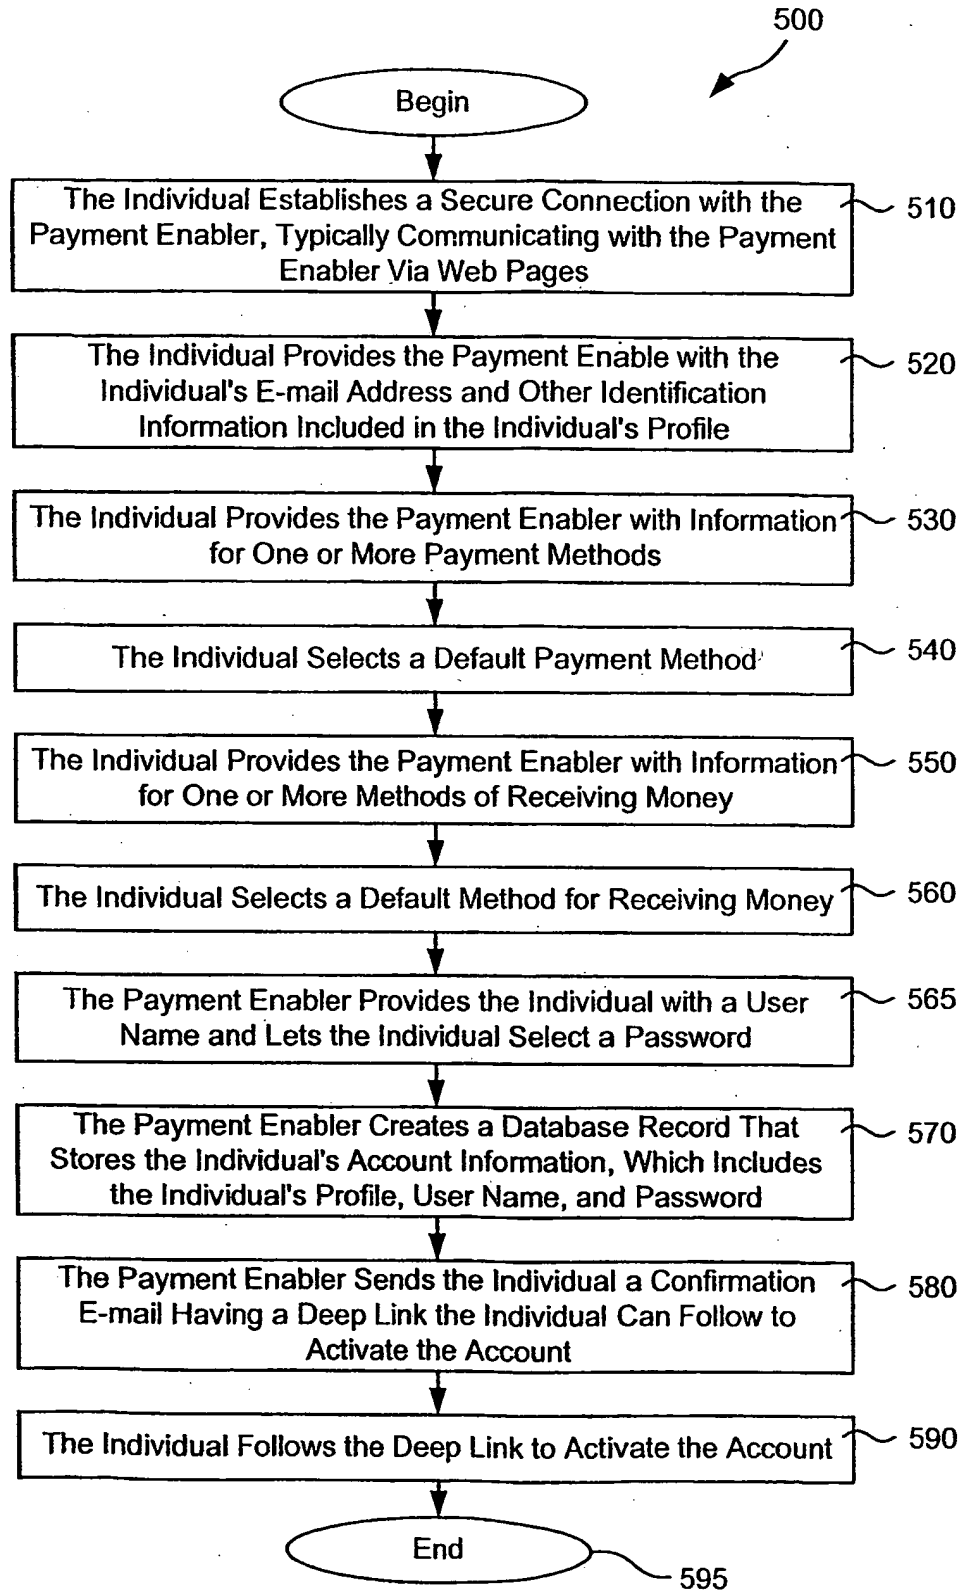 500
Begin
The Individual Establishes a Secure Connection with the
Payment Enabler, Typically Communicating with the Payment
Enabler Via Web Pages
510
The Individual Provides the Payment Enable with the
Individual's E-mail Address and Other Identification
Information Included in the Individual's Profile
520
The Individual Provides the Payment Enabler with Information
for One or More Payment Methods
530
The Individual Selects a Default Payment Method
540
The Individual Provides the Payment Enabler with Information
for One or More Methods of Receiving Money
550
The Individual Selects a Default Method for Receiving Money
560
The Payment Enabler Provides the Individual with a User
Name and Lets the Individual Select a Password
565
The Payment Enabler Creates a Database Record That
Stores the Individual's Account Information, Which Includes
the Individual's Profile, User Name, and Password
570
The Payment Enabler Sends the Individual a Confirmation
E-mail Having a Deep Link the Individual Can Follow to
Activate the Account
580
The Individual Follows the Deep Link to Activate the Account
590
End
595